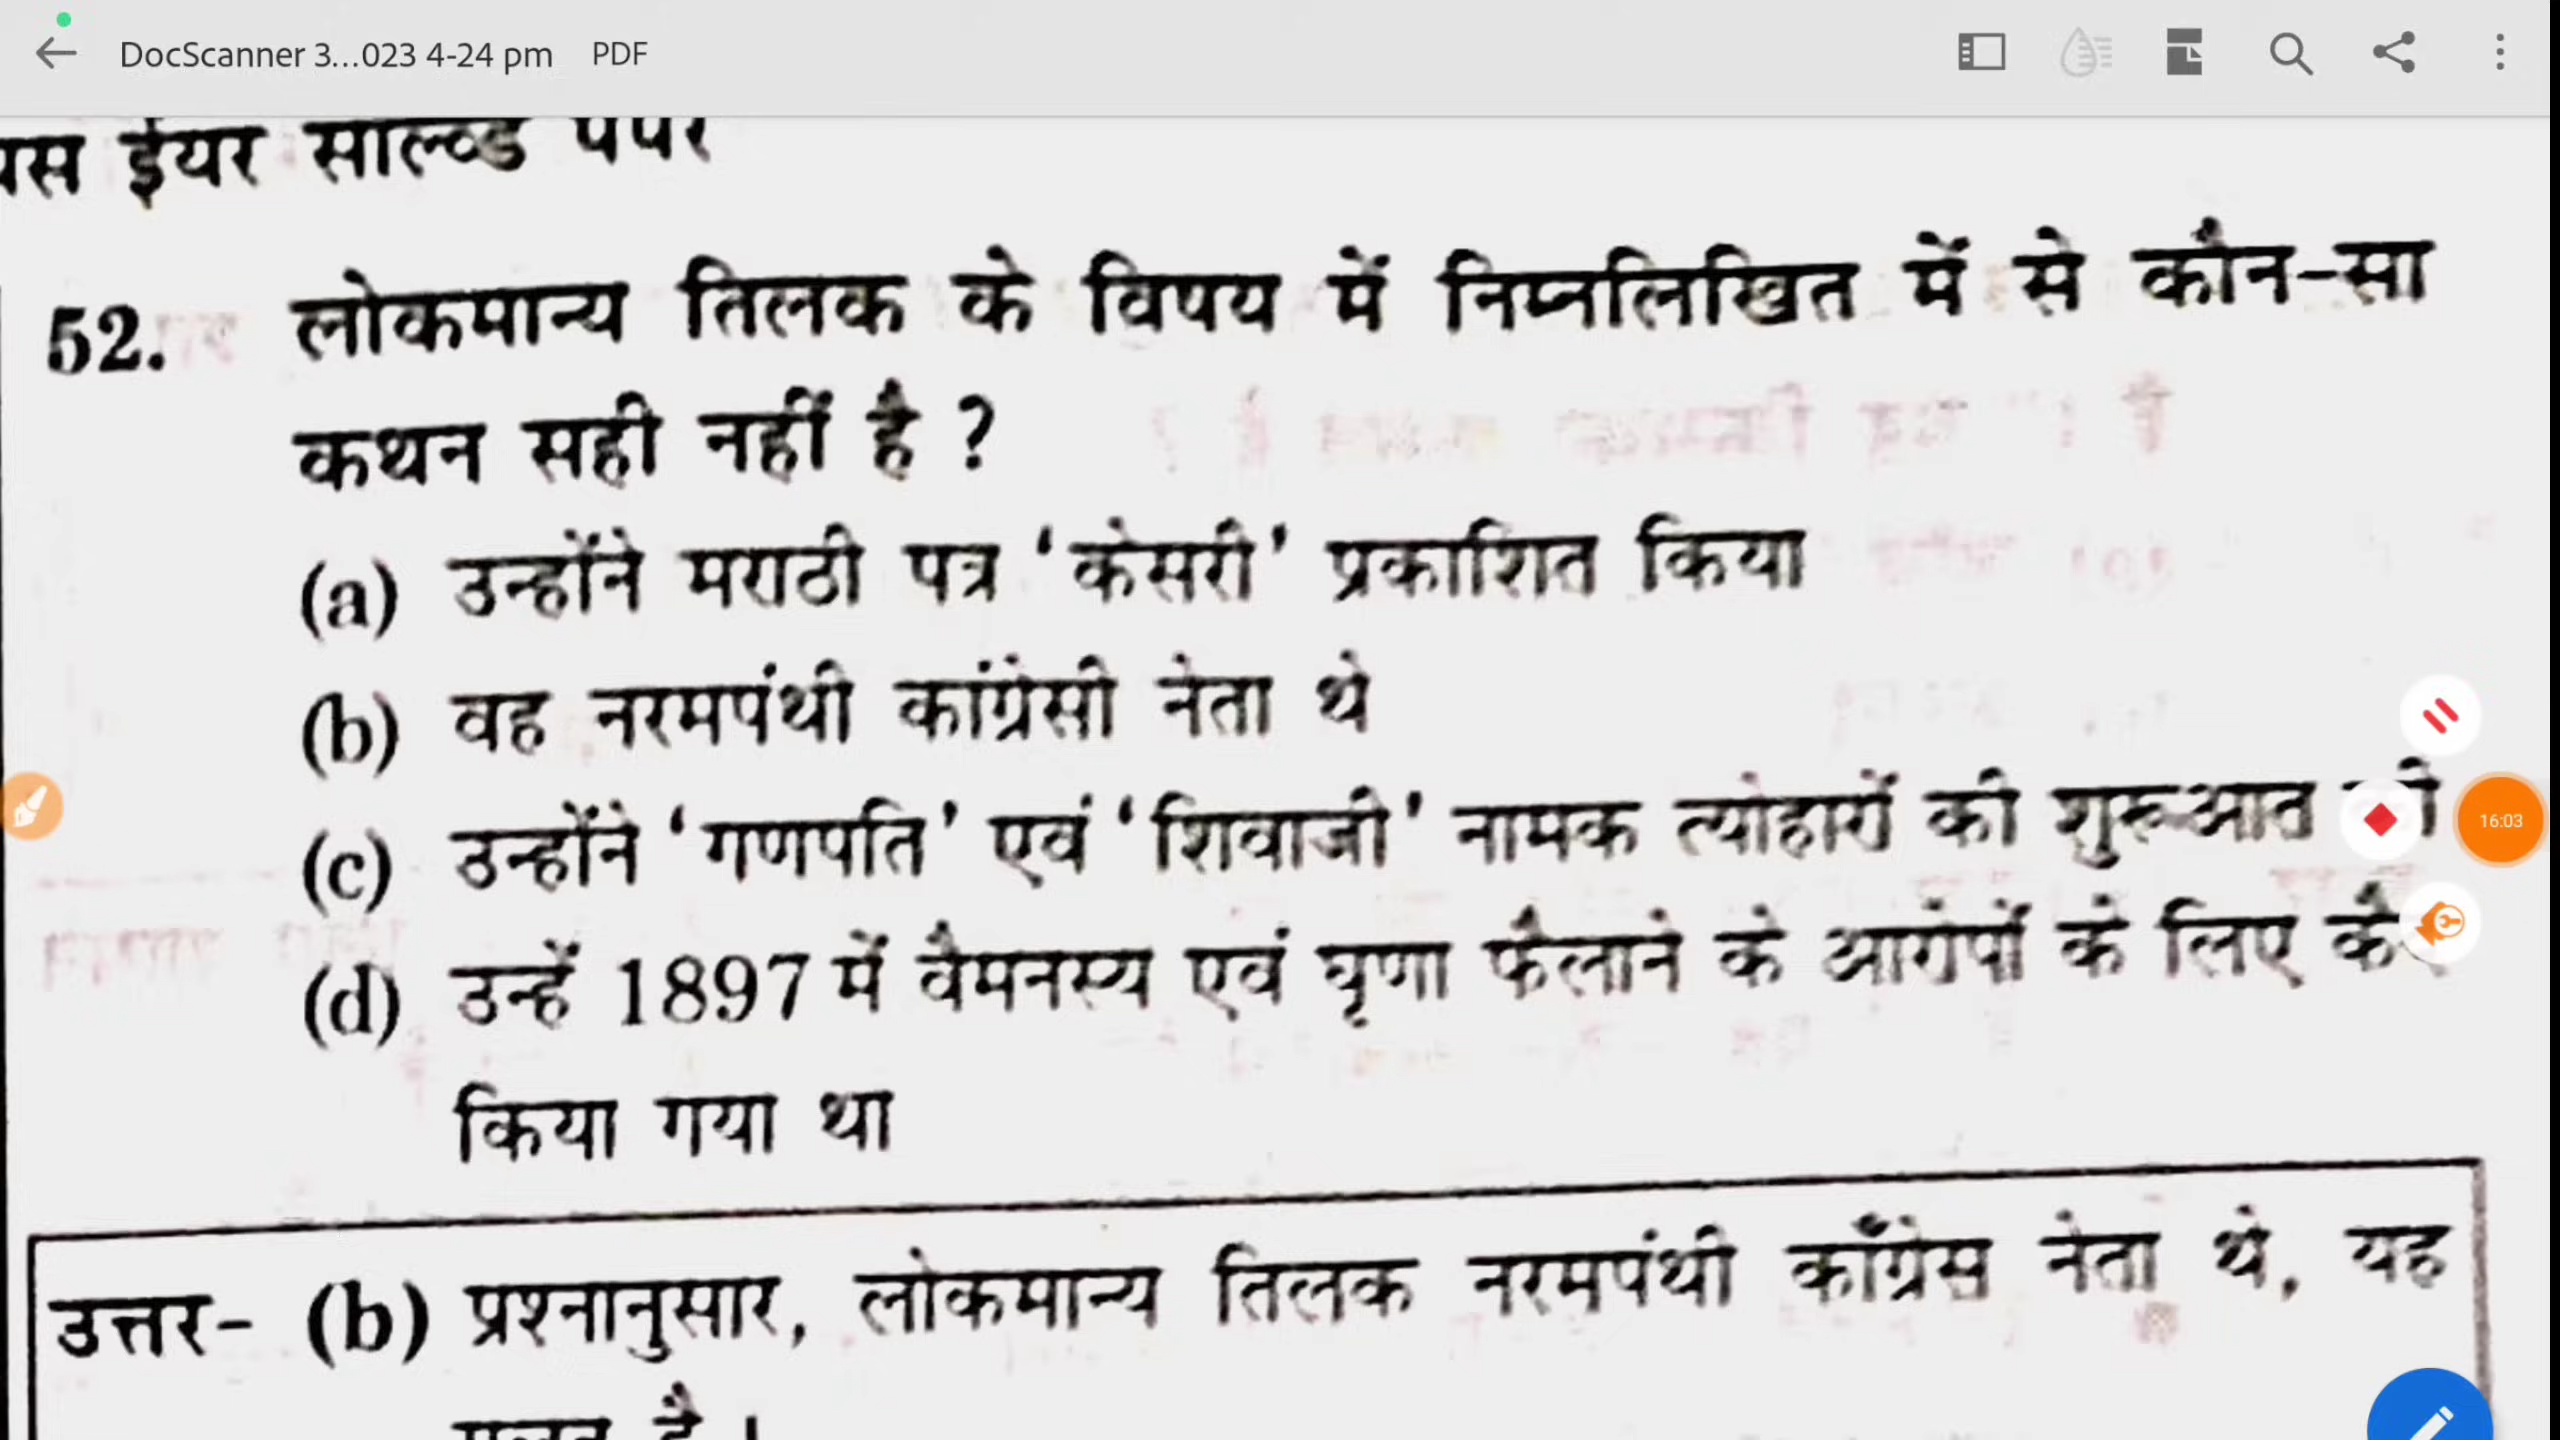 DocScanner 3...023 4-24 pm PDF
ईयर साल्व्ड पेपर
52. लोकमान्य तिलक के विषय में निम्नलिखित में से कौन-सा
कथन सही नहीं है ?
(a) उन्होंने मराठी पत्र ‘केसरी’ प्रकाशित किया
(b) वह नरमपंथी कांग्रेसी नेता थे
(c) उन्होंने ‘गणपति’ एवं ‘शिवाजी’ नामक त्योहारों की शुरूआत
16:03
(d) उन्हें 1897 में वैमनस्य एवं घृणा फैलाने के आरोपों के लिए
किया गया था
उत्तर- (b) प्रश्नानुसार, लोकमान्य तिलक नरमपंथी काँग्रेस नेता थे, यह
है।